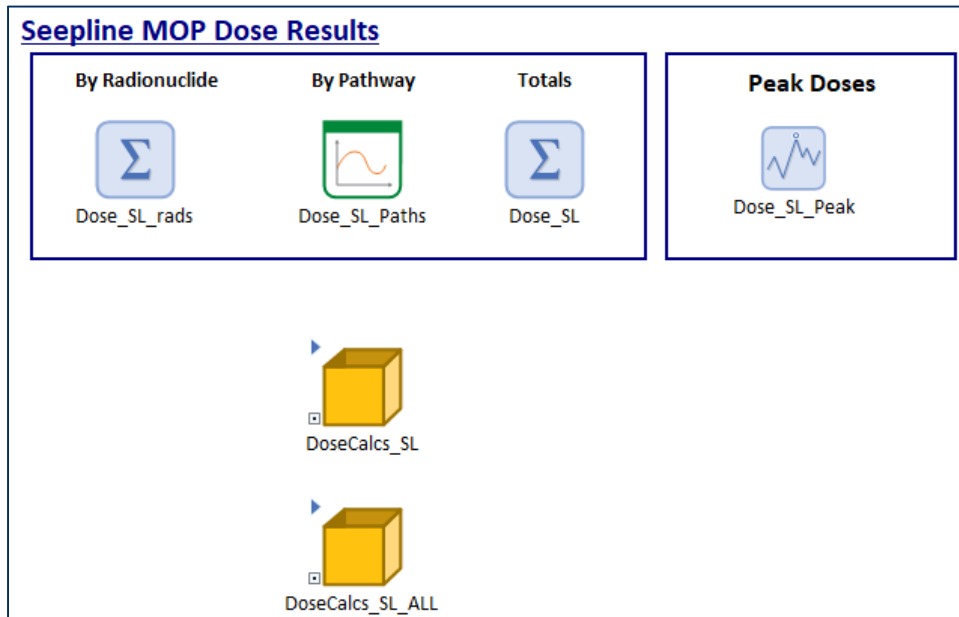 Seepline MOP Dose Results
By Radionuclide
By Pathway
Totals
Peak Doses
Σ
Σ
Dose_SL_rads
Dose_SL_Paths
Dose_SL
Dose_SL_Peak
DoseCalcs_SL
DoseCalcs_SL_ALL